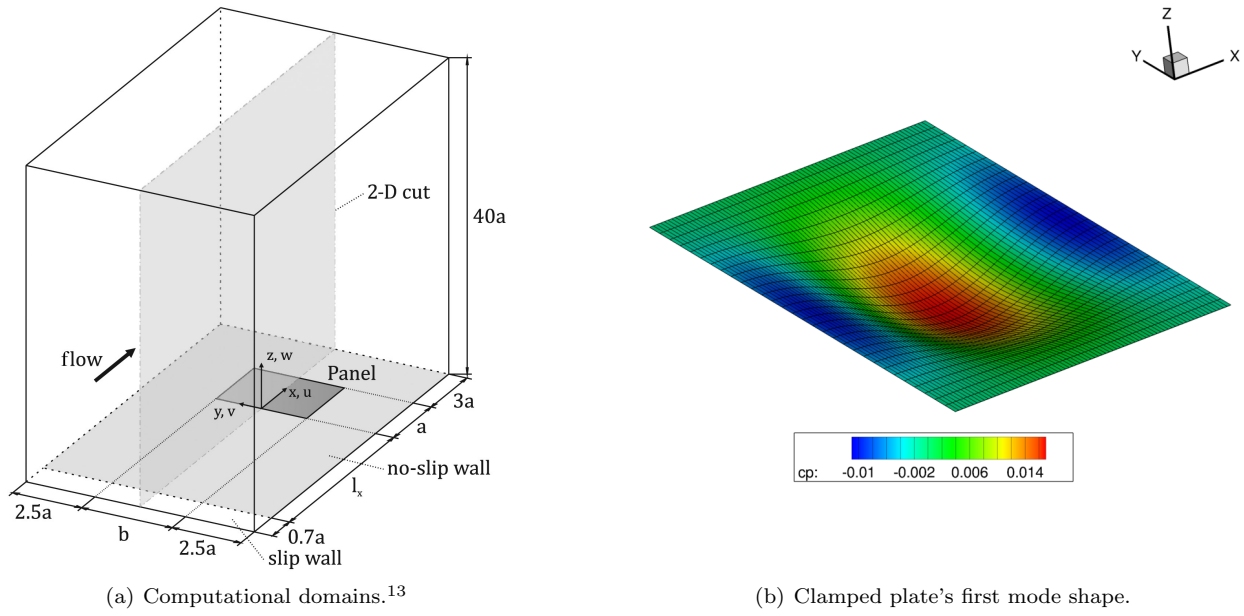 Z
Y
X
2-D cut
40a
flow
z, w
Panel
x, u
y, v
3a
a
no-slip wall
lₓ
2.5a
b
2.5a
0.7a
slip wall
cp: -0.01 -0.002 0.006 0.014
(a) Computational domains.¹³
(b) Clamped plate's first mode shape.